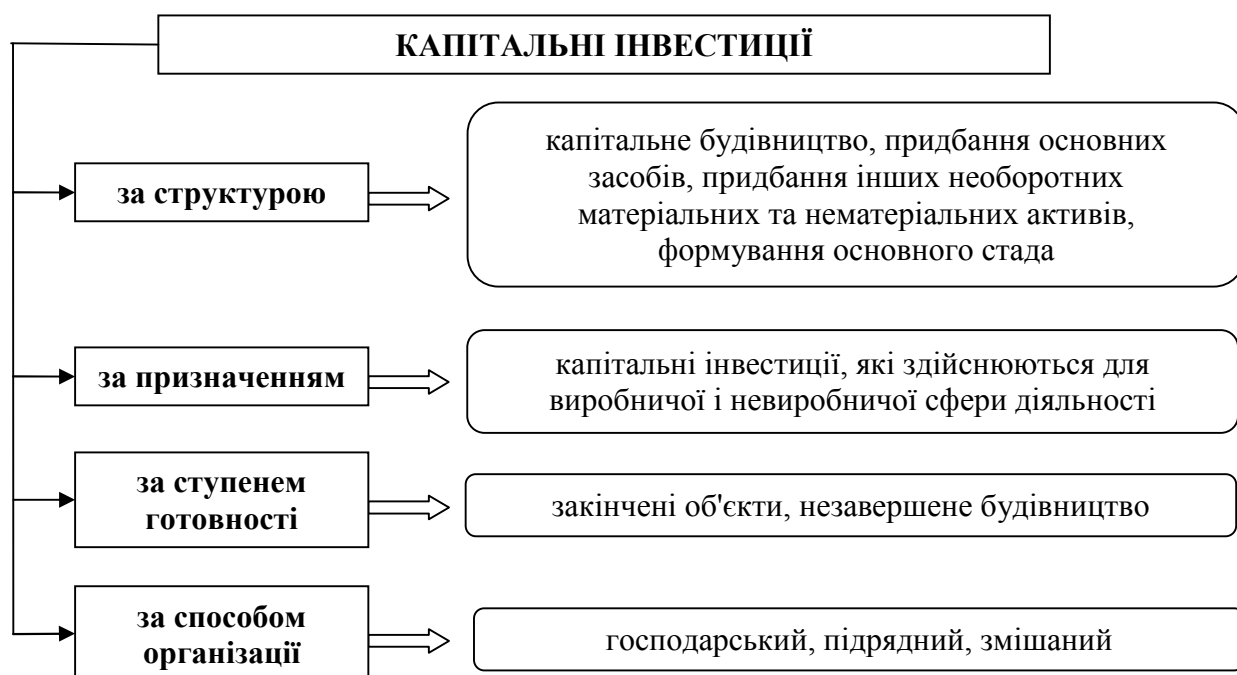 КАПІТАЛЬНІ ІНВЕСТИЦІЇ
за структурою
капітальне будівництво, придбання основних
засобів, придбання інших необоротних
матеріальних та нематеріальних активів,
формування основного стада
за призначенням
капітальні інвестиції, які здійснюються для
виробничої і невиробничої сфери діяльності
за ступенем
готовності
закінчені об'єкти, незавершене будівництво
за способом
організації
господарський, підрядний, змішаний